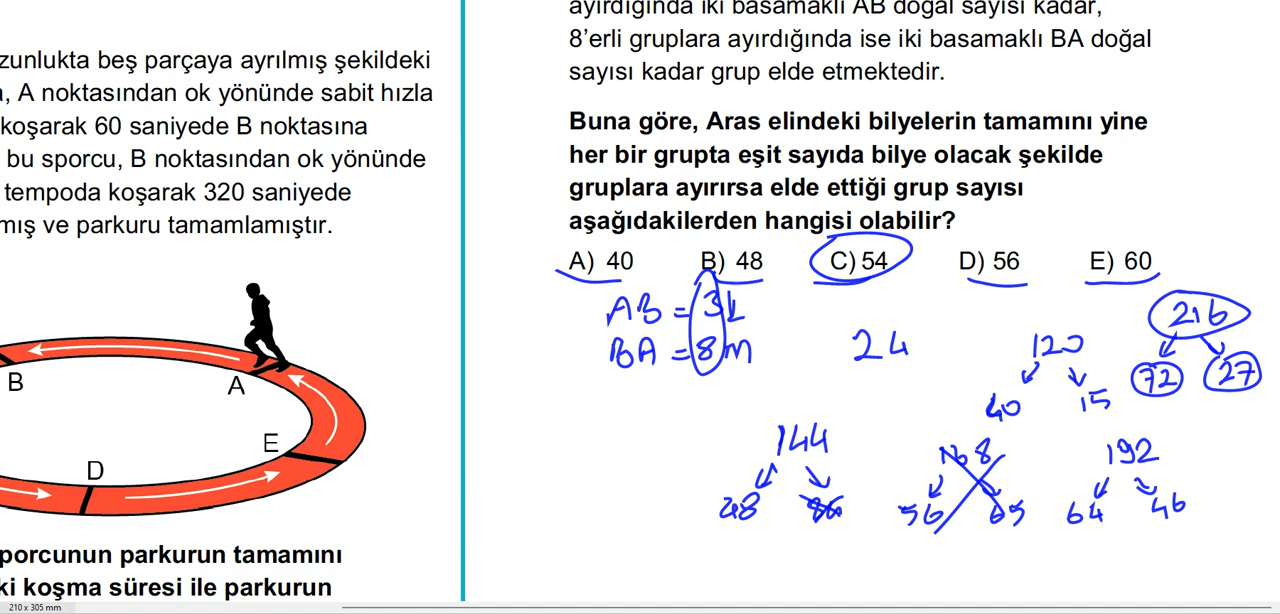 zunlukta beş parçaya ayrılmış şekildeki
a, A noktasından ok yönünde sabit hızla
koşarak 60 saniyede B noktasına
bu sporcu, B noktasından ok yönünde
tempoda koşarak 320 saniyede
mış ve parkuru tamamlamıştır.
B
A
E
D
porcunun parkurun tamamını
ki koşma süresi ile parkurun
210 x 305 mm
ayırdığında iki basamaklı AB doğal sayısı kadar,
8'erli gruplara ayırdığında ise iki basamaklı BA doğal
sayısı kadar grup elde etmektedir.
Buna göre, Aras elindeki bilyelerin tamamını yine
her bir grupta eşit sayıda bilye olacak şekilde
gruplara ayırırsa elde ettiği grup sayısı
aşağıdakilerden hangisi olabilir?
A) 40 B) 48 C) 54 D) 56 E) 60
AB = 3L
BA = 8m
24
120
40 15
216
72 27
144
48
168
56
192
64 46